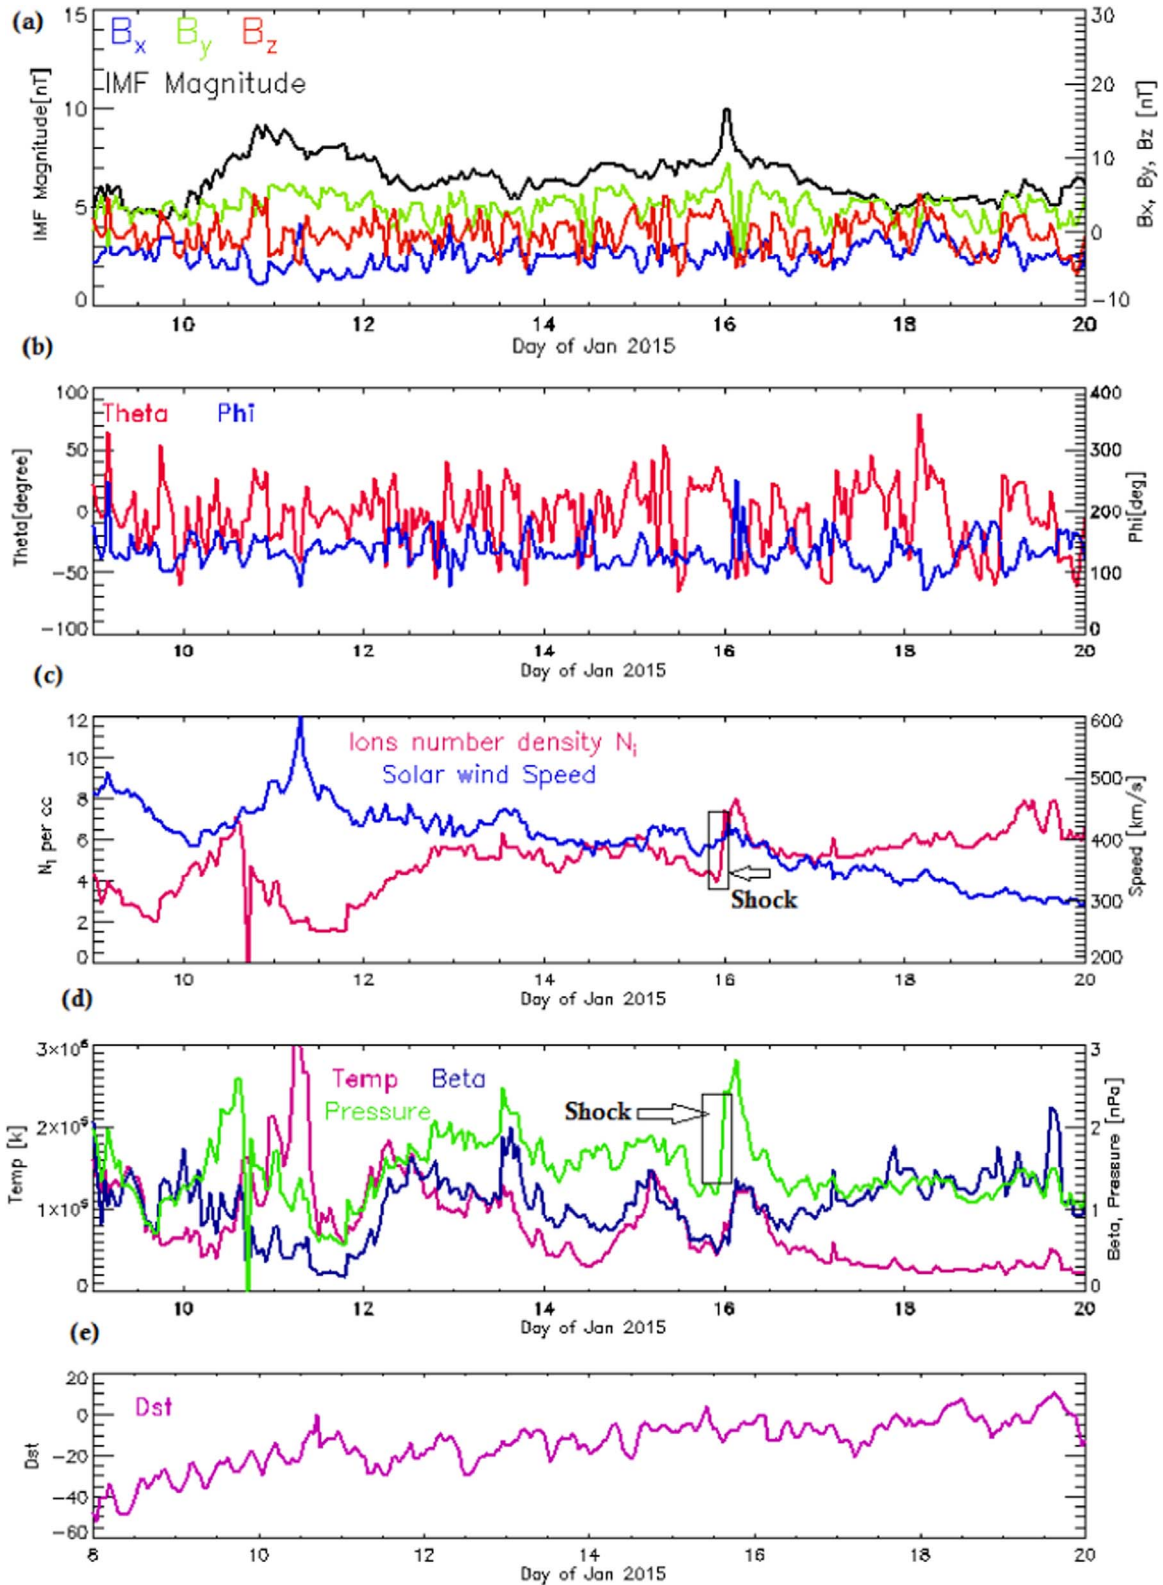 (a)
15
30
Bx By Bz
IMF Magnitude
IMF Magnitude[nT]
10
5
0
20
10
0
−10
Bx, By, Bz [nT]
10 12 14 16 18 20
Day of Jan 2015
(b)
100
50
0
−50
−100
Theta[degree]
Theta Phi
400
300
200
100
0
Phi[deg]
10 12 14 16 18 20
Day of Jan 2015
(c)
12
10
8
6
4
2
0
Ni per cc
Ions number density Ni
Solar wind Speed
Shock
600
500
400
300
200
Speed [km/s]
10 12 14 16 18 20
Day of Jan 2015
(d)
2×10⁵
1×10⁵
0
Temp [k]
Temp Beta
Pressure
Shock
3
2
1
0
Beta, Pressure [nPa]
10 12 14 16 18 20
Day of Jan 2015
(e)
20
0
−20
−40
−60
Dst
Dst
8 10 12 14 16 18 20
Day of Jan 2015